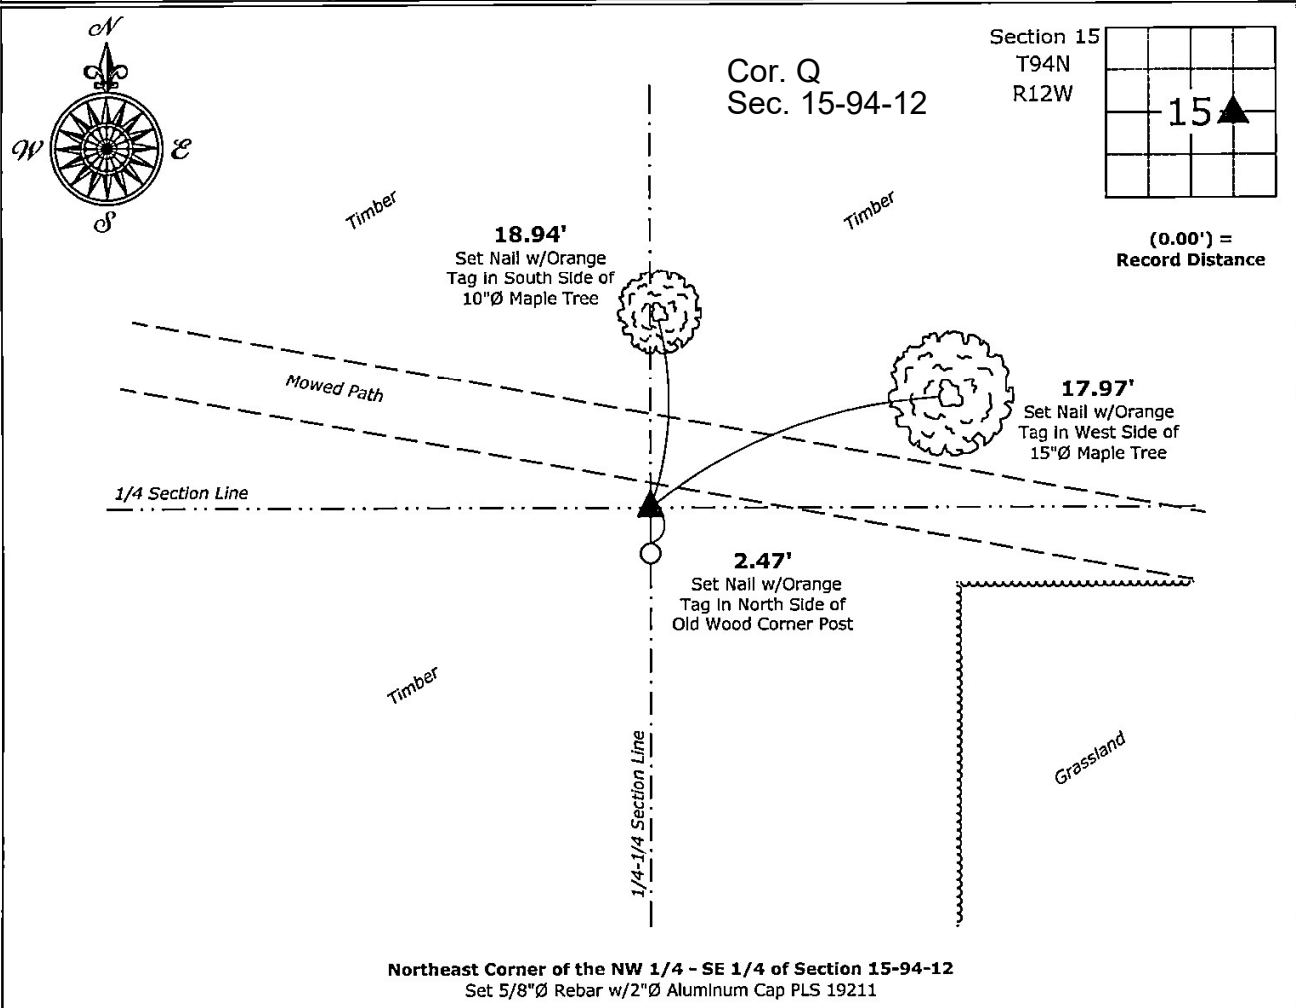 N
W
E
S
Cor. Q
Sec. 15-94-12
Section 15
T94N
R12W
15
(0.00') =
Record Distance
Timber
Timber
18.94'
Set Nail w/Orange
Tag in South Side of
10"Ø Maple Tree
Mowed Path
17.97'
Set Nail w/Orange
Tag in West Side of
15"Ø Maple Tree
1/4 Section Line
2.47'
Set Nail w/Orange
Tag in North Side of
Old Wood Corner Post
Timber
1/4-1/4 Section Line
Grassland
Northeast Corner of the NW 1/4 - SE 1/4 of Section 15-94-12
Set 5/8"Ø Rebar w/2"Ø Aluminum Cap PLS 19211